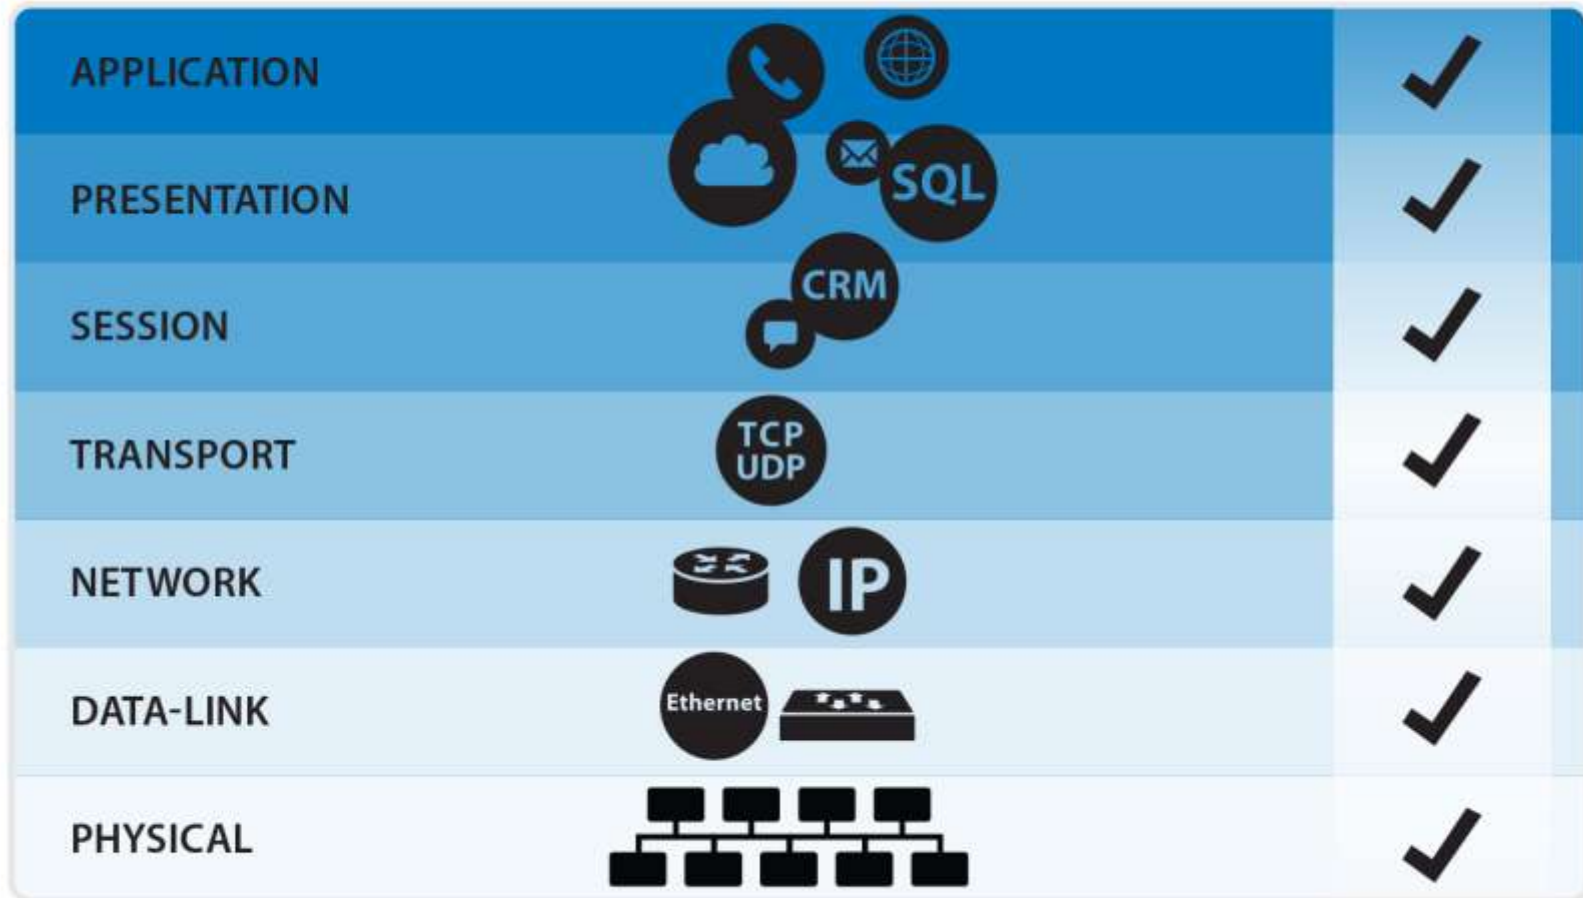 APPLICATION
PRESENTATION
SQL
SESSION
CRM
TRANSPORT
TCP
UDP
NETWORK
IP
DATA-LINK
Ethernet
PHYSICAL